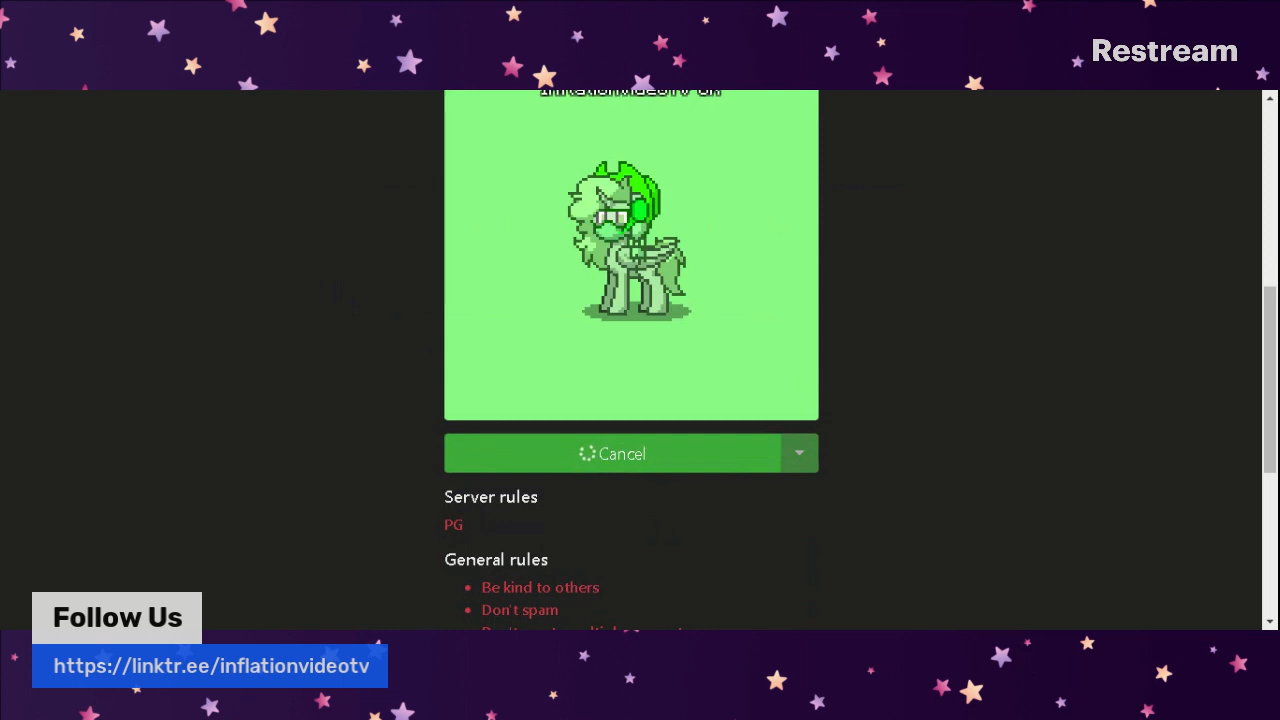 Restream
Cancel
Server rules
PG
General rules
Be kind to others
Don't spam
Follow Us
https://linktr.ee/inflationvideotv